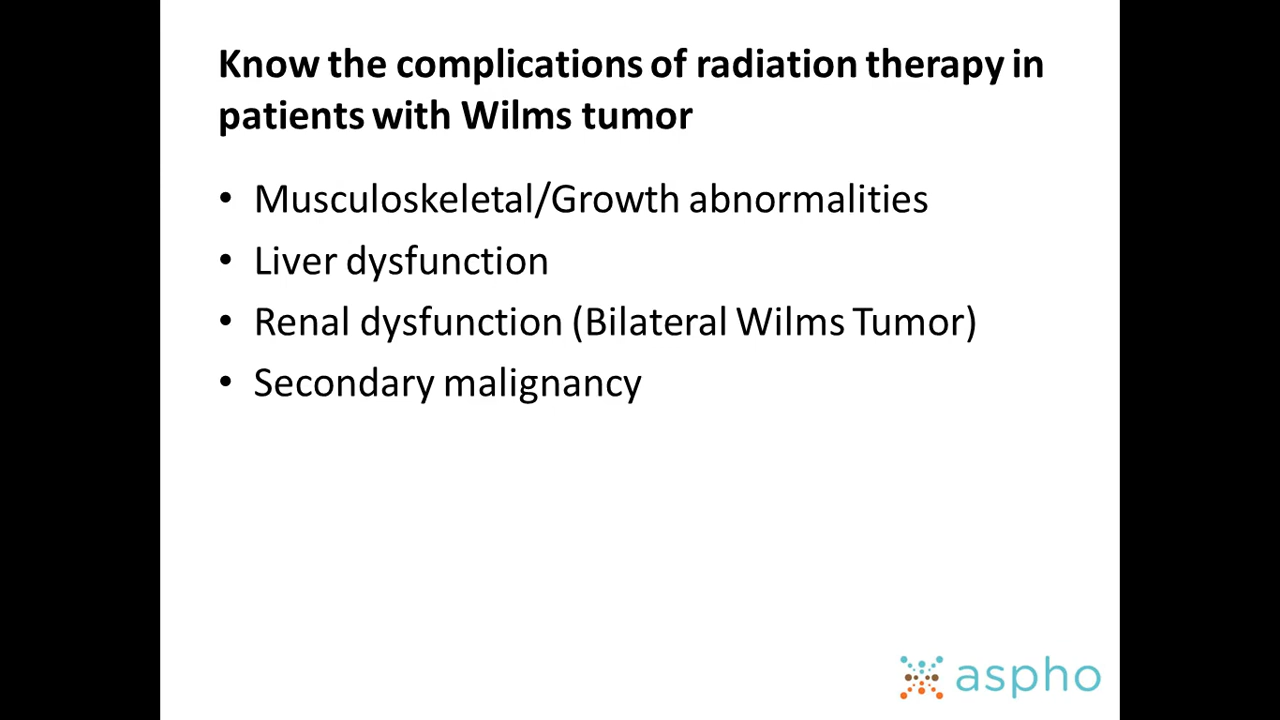 Know the complications of radiation therapy in
patients with Wilms tumor
• Musculoskeletal/Growth abnormalities
• Liver dysfunction
• Renal dysfunction (Bilateral Wilms Tumor)
• Secondary malignancy
aspho